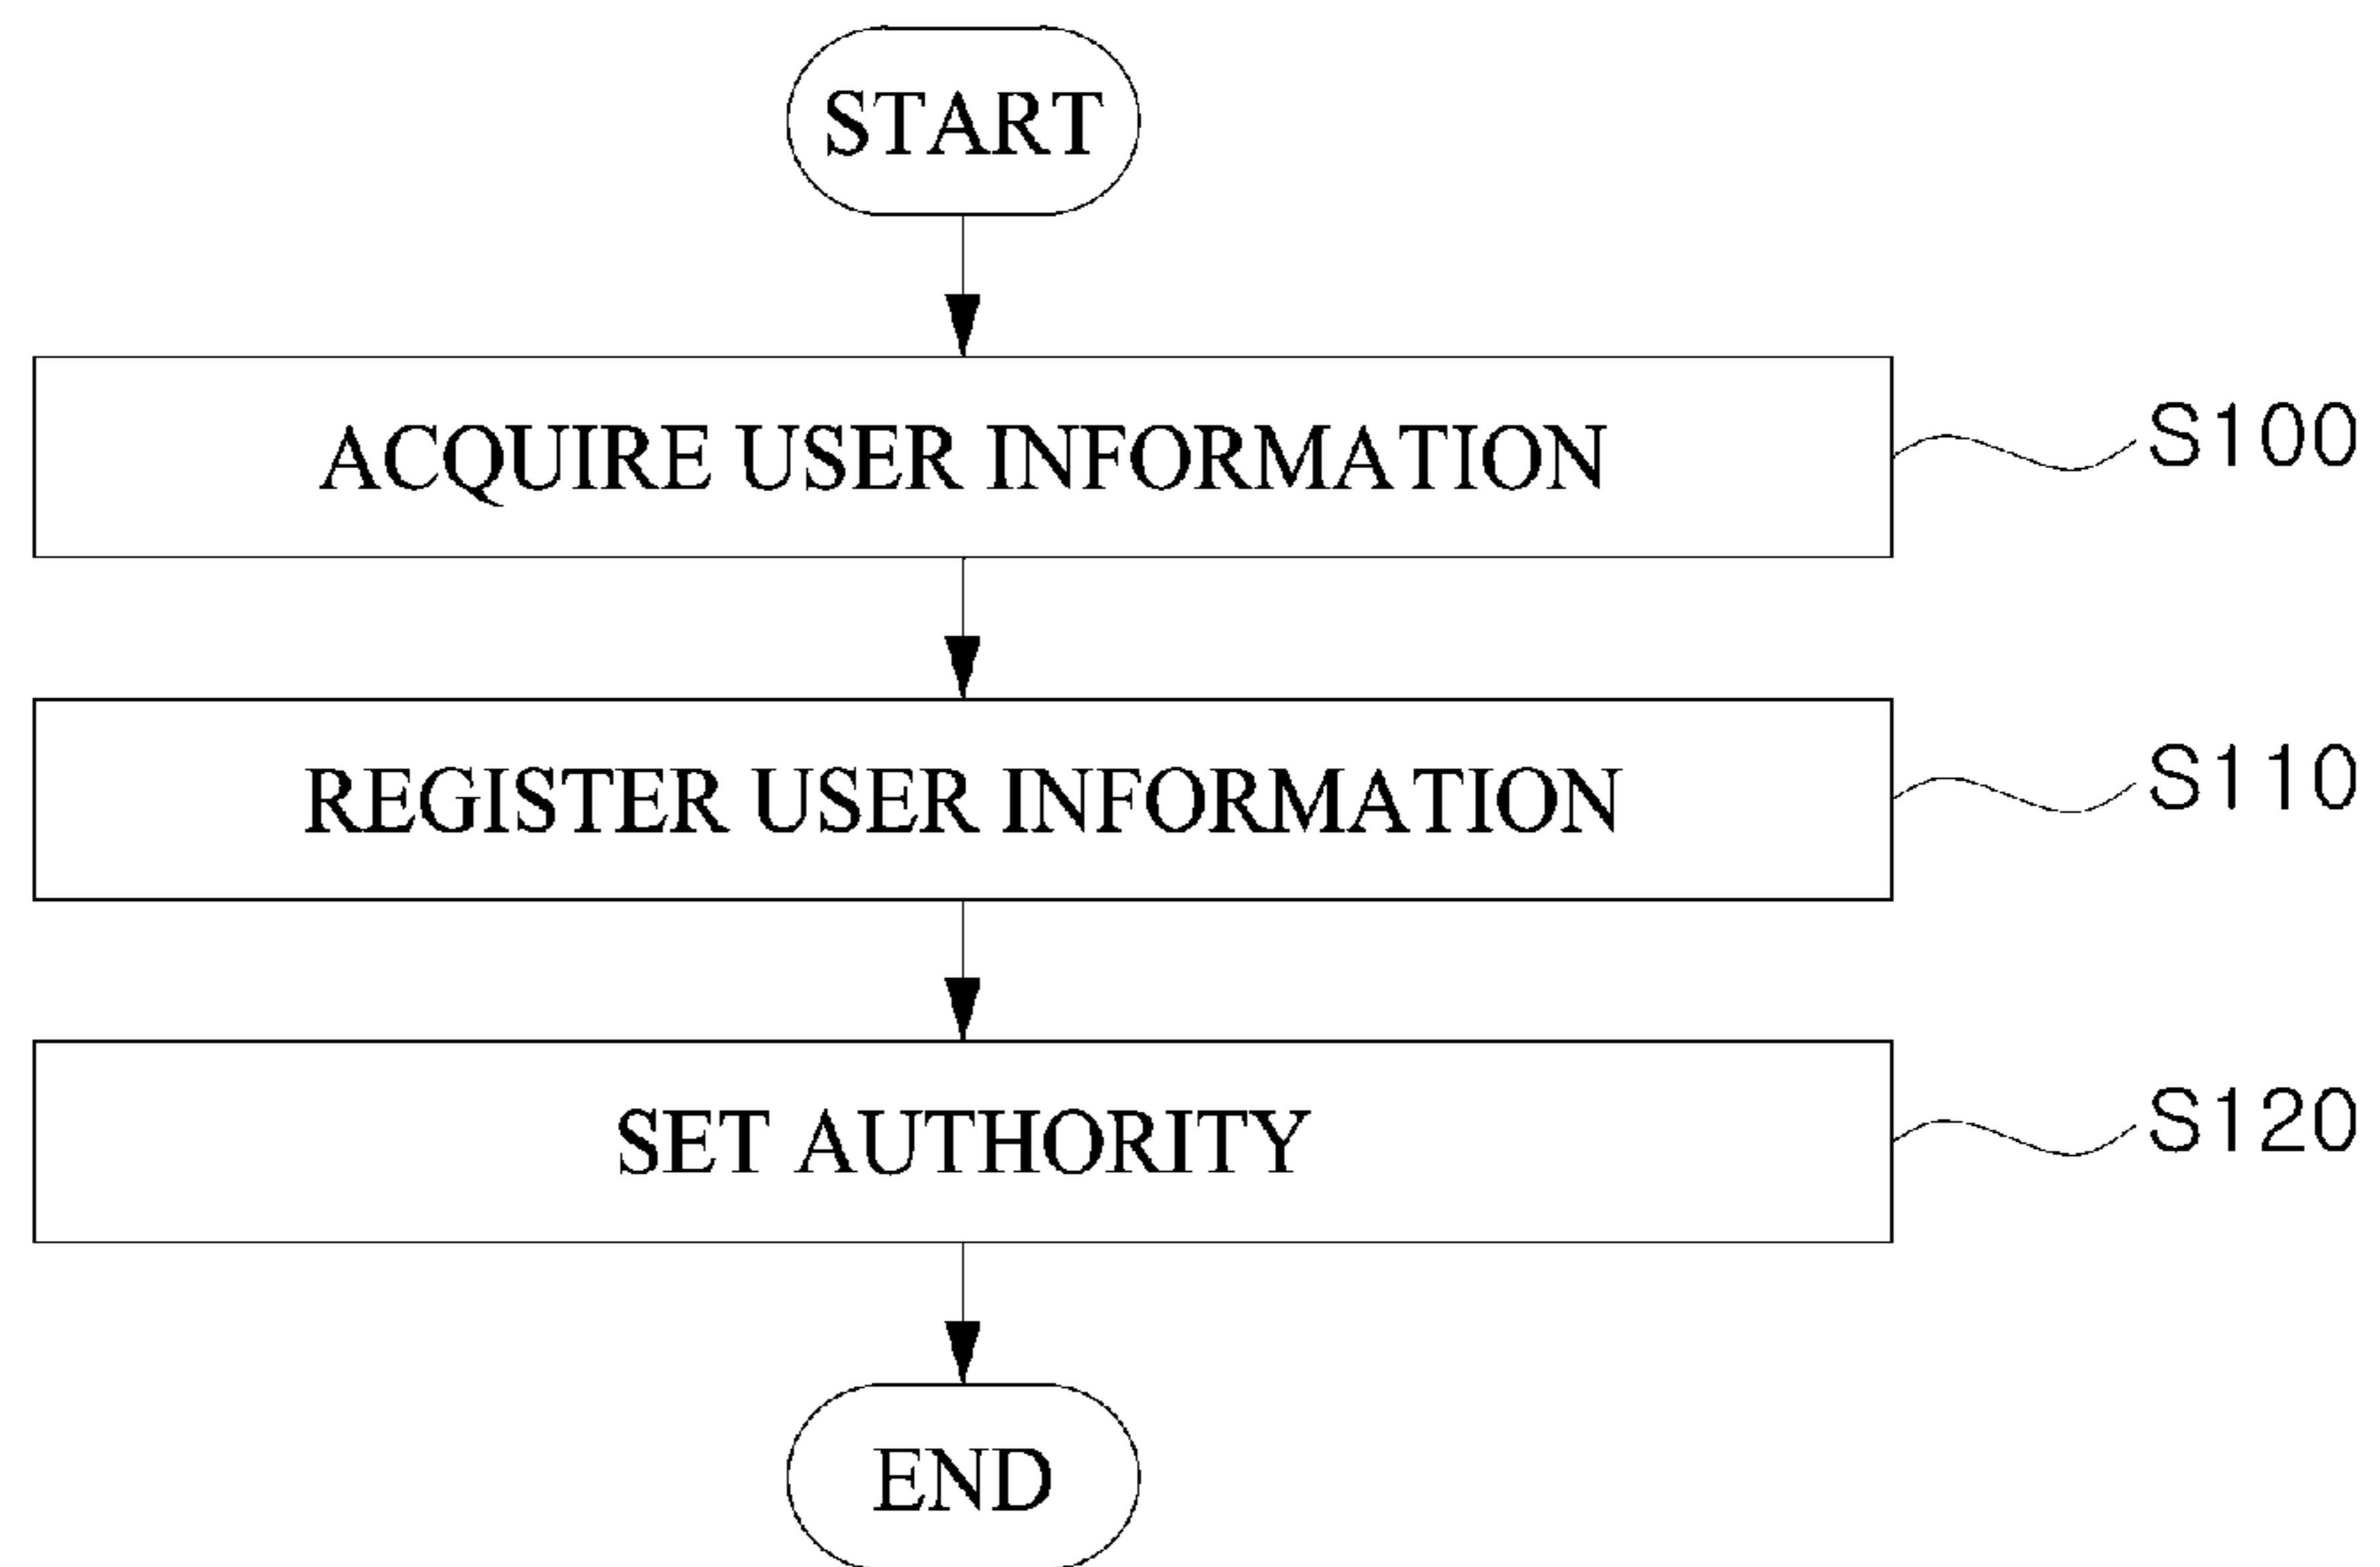 START
ACQUIRE USER INFORMATION
S100
REGISTER USER INFORMATION
S110
SET AUTHORITY
S120
END